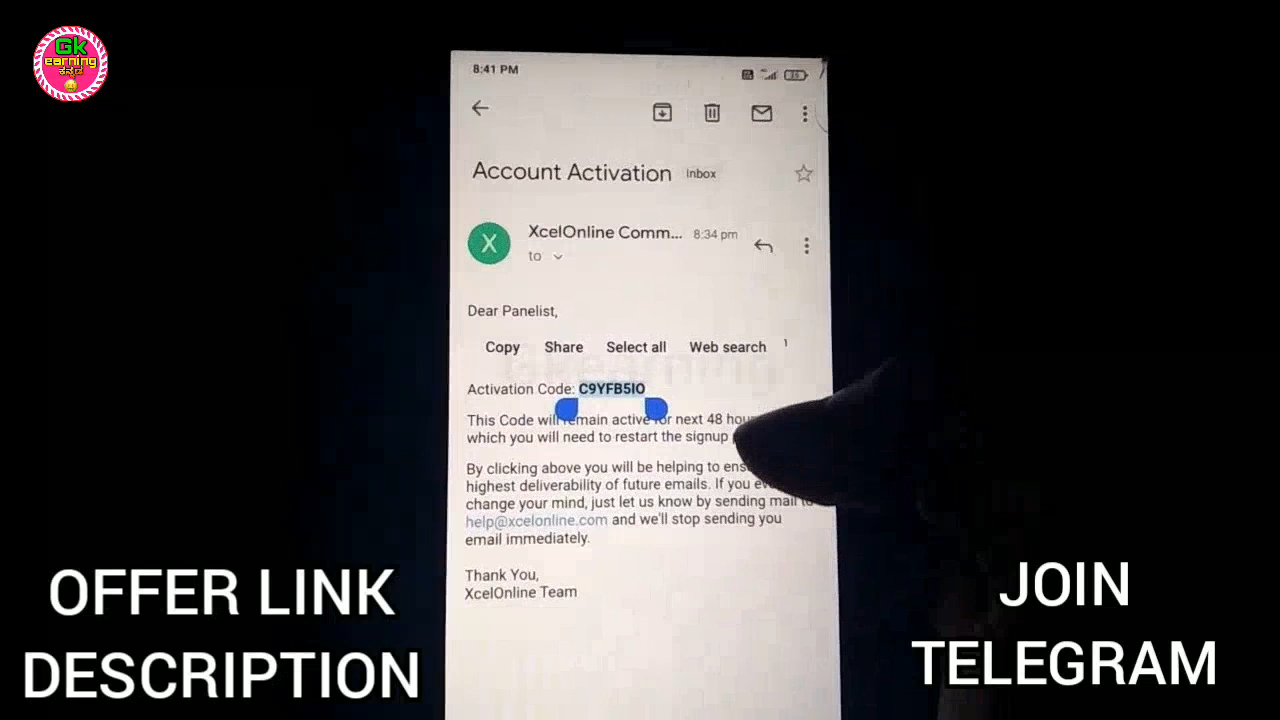 Gk
earning
ಕನ್ನಡ
8:41 PM
Account Activation Inbox
X
XcelOnline Comm... 8:34 pm
to
Dear Panelist,
Copy Share Select all Web search
Gk earning
Activation Code: C9YFB5IO
This Code will remain active for next 48
which you will need to restart the signup
By clicking above you will be helping to
highest deliverability of future emails. If you
change your mind, just let us know by sending mail to
help@xcelonline.com and we'll stop sending you
email immediately.
Thank You,
XcelOnline Team
OFFER LINK
DESCRIPTION
JOIN
TELEGRAM